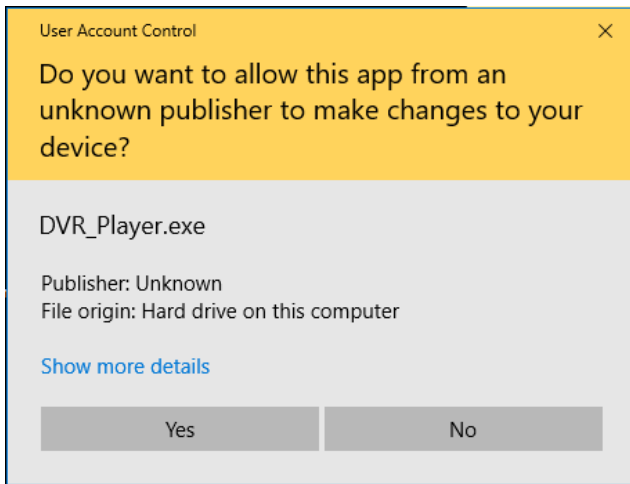 User Account Control
Do you want to allow this app from an
unknown publisher to make changes to your
device?
DVR_Player.exe
Publisher: Unknown
File origin: Hard drive on this computer
Show more details
Yes
No